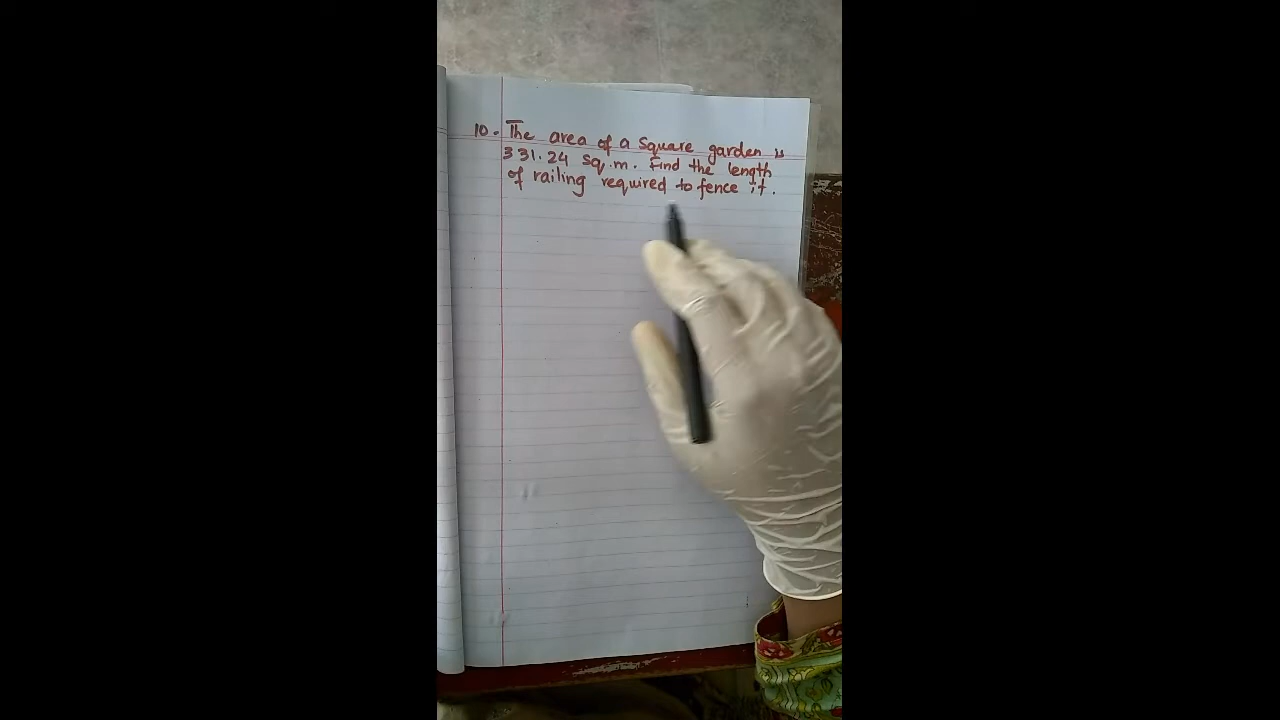 10. The area of a Square garden is
331.24 sq.m. Find the length
of railing required to fence it.